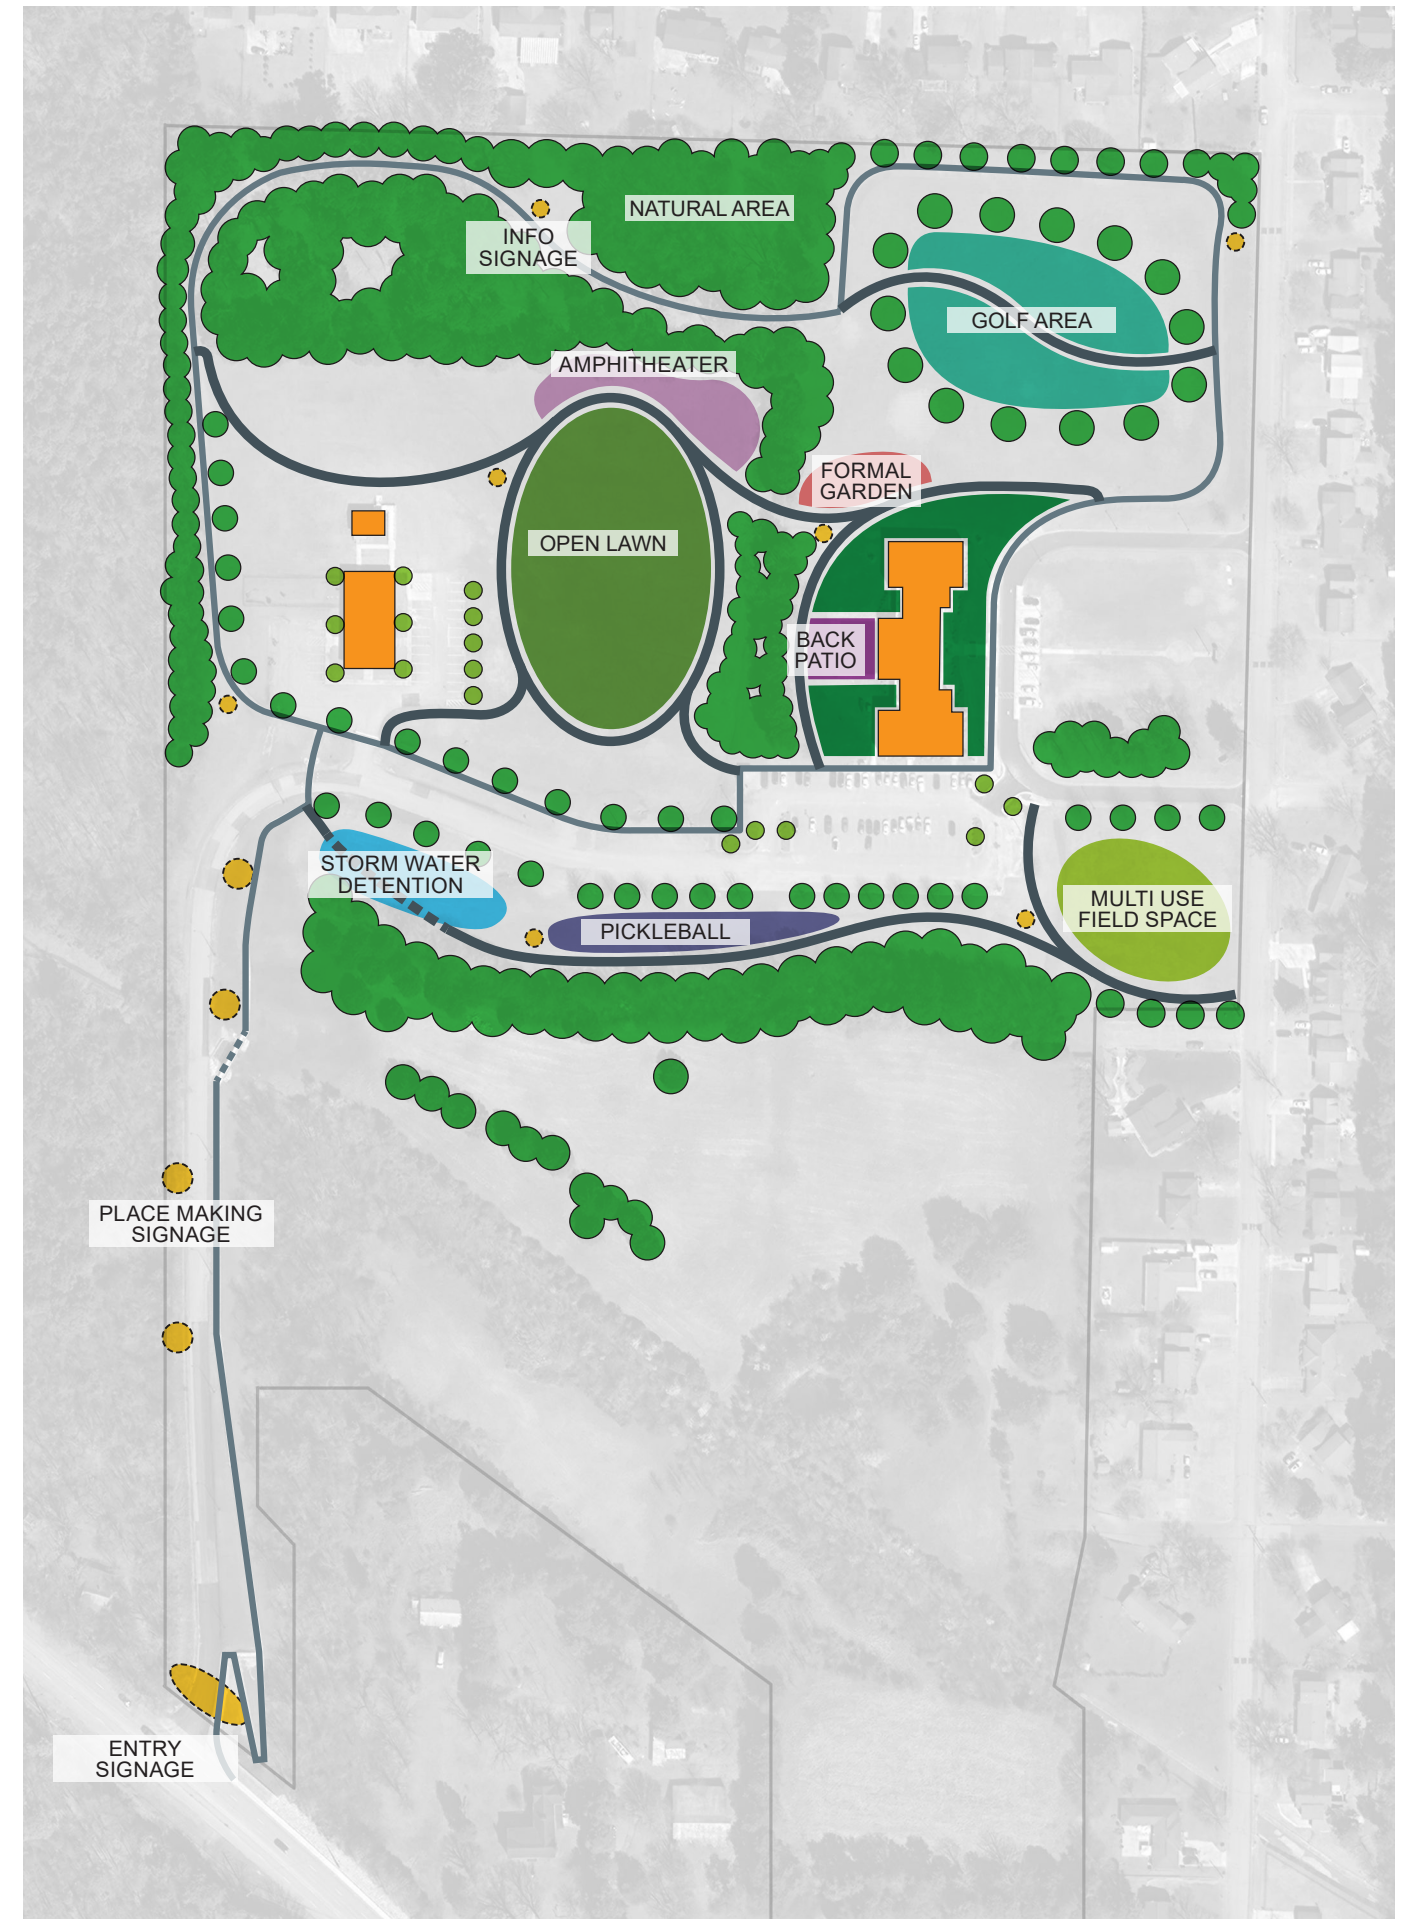 NATURAL AREA
INFO
SIGNAGE
GOLF AREA
AMPHITHEATER
FORMAL
GARDEN
OPEN LAWN
BACK
PATIO
STORM WATER
DETENTION
MULTI USE
FIELD SPACE
PICKLEBALL
PLACE MAKING
SIGNAGE
ENTRY
SIGNAGE